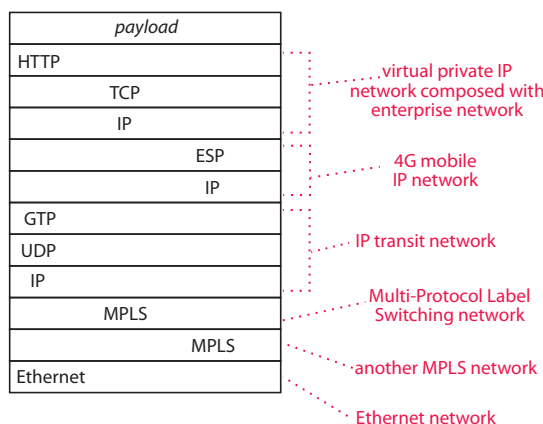 payload
HTTP
TCP
IP
ESP
IP
GTP
UDP
IP
MPLS
MPLS
Ethernet
virtual private IP
network composed with
enterprise network
4G mobile
IP network
IP transit network
Multi-Protocol Label
Switching network
another MPLS network
Ethernet network